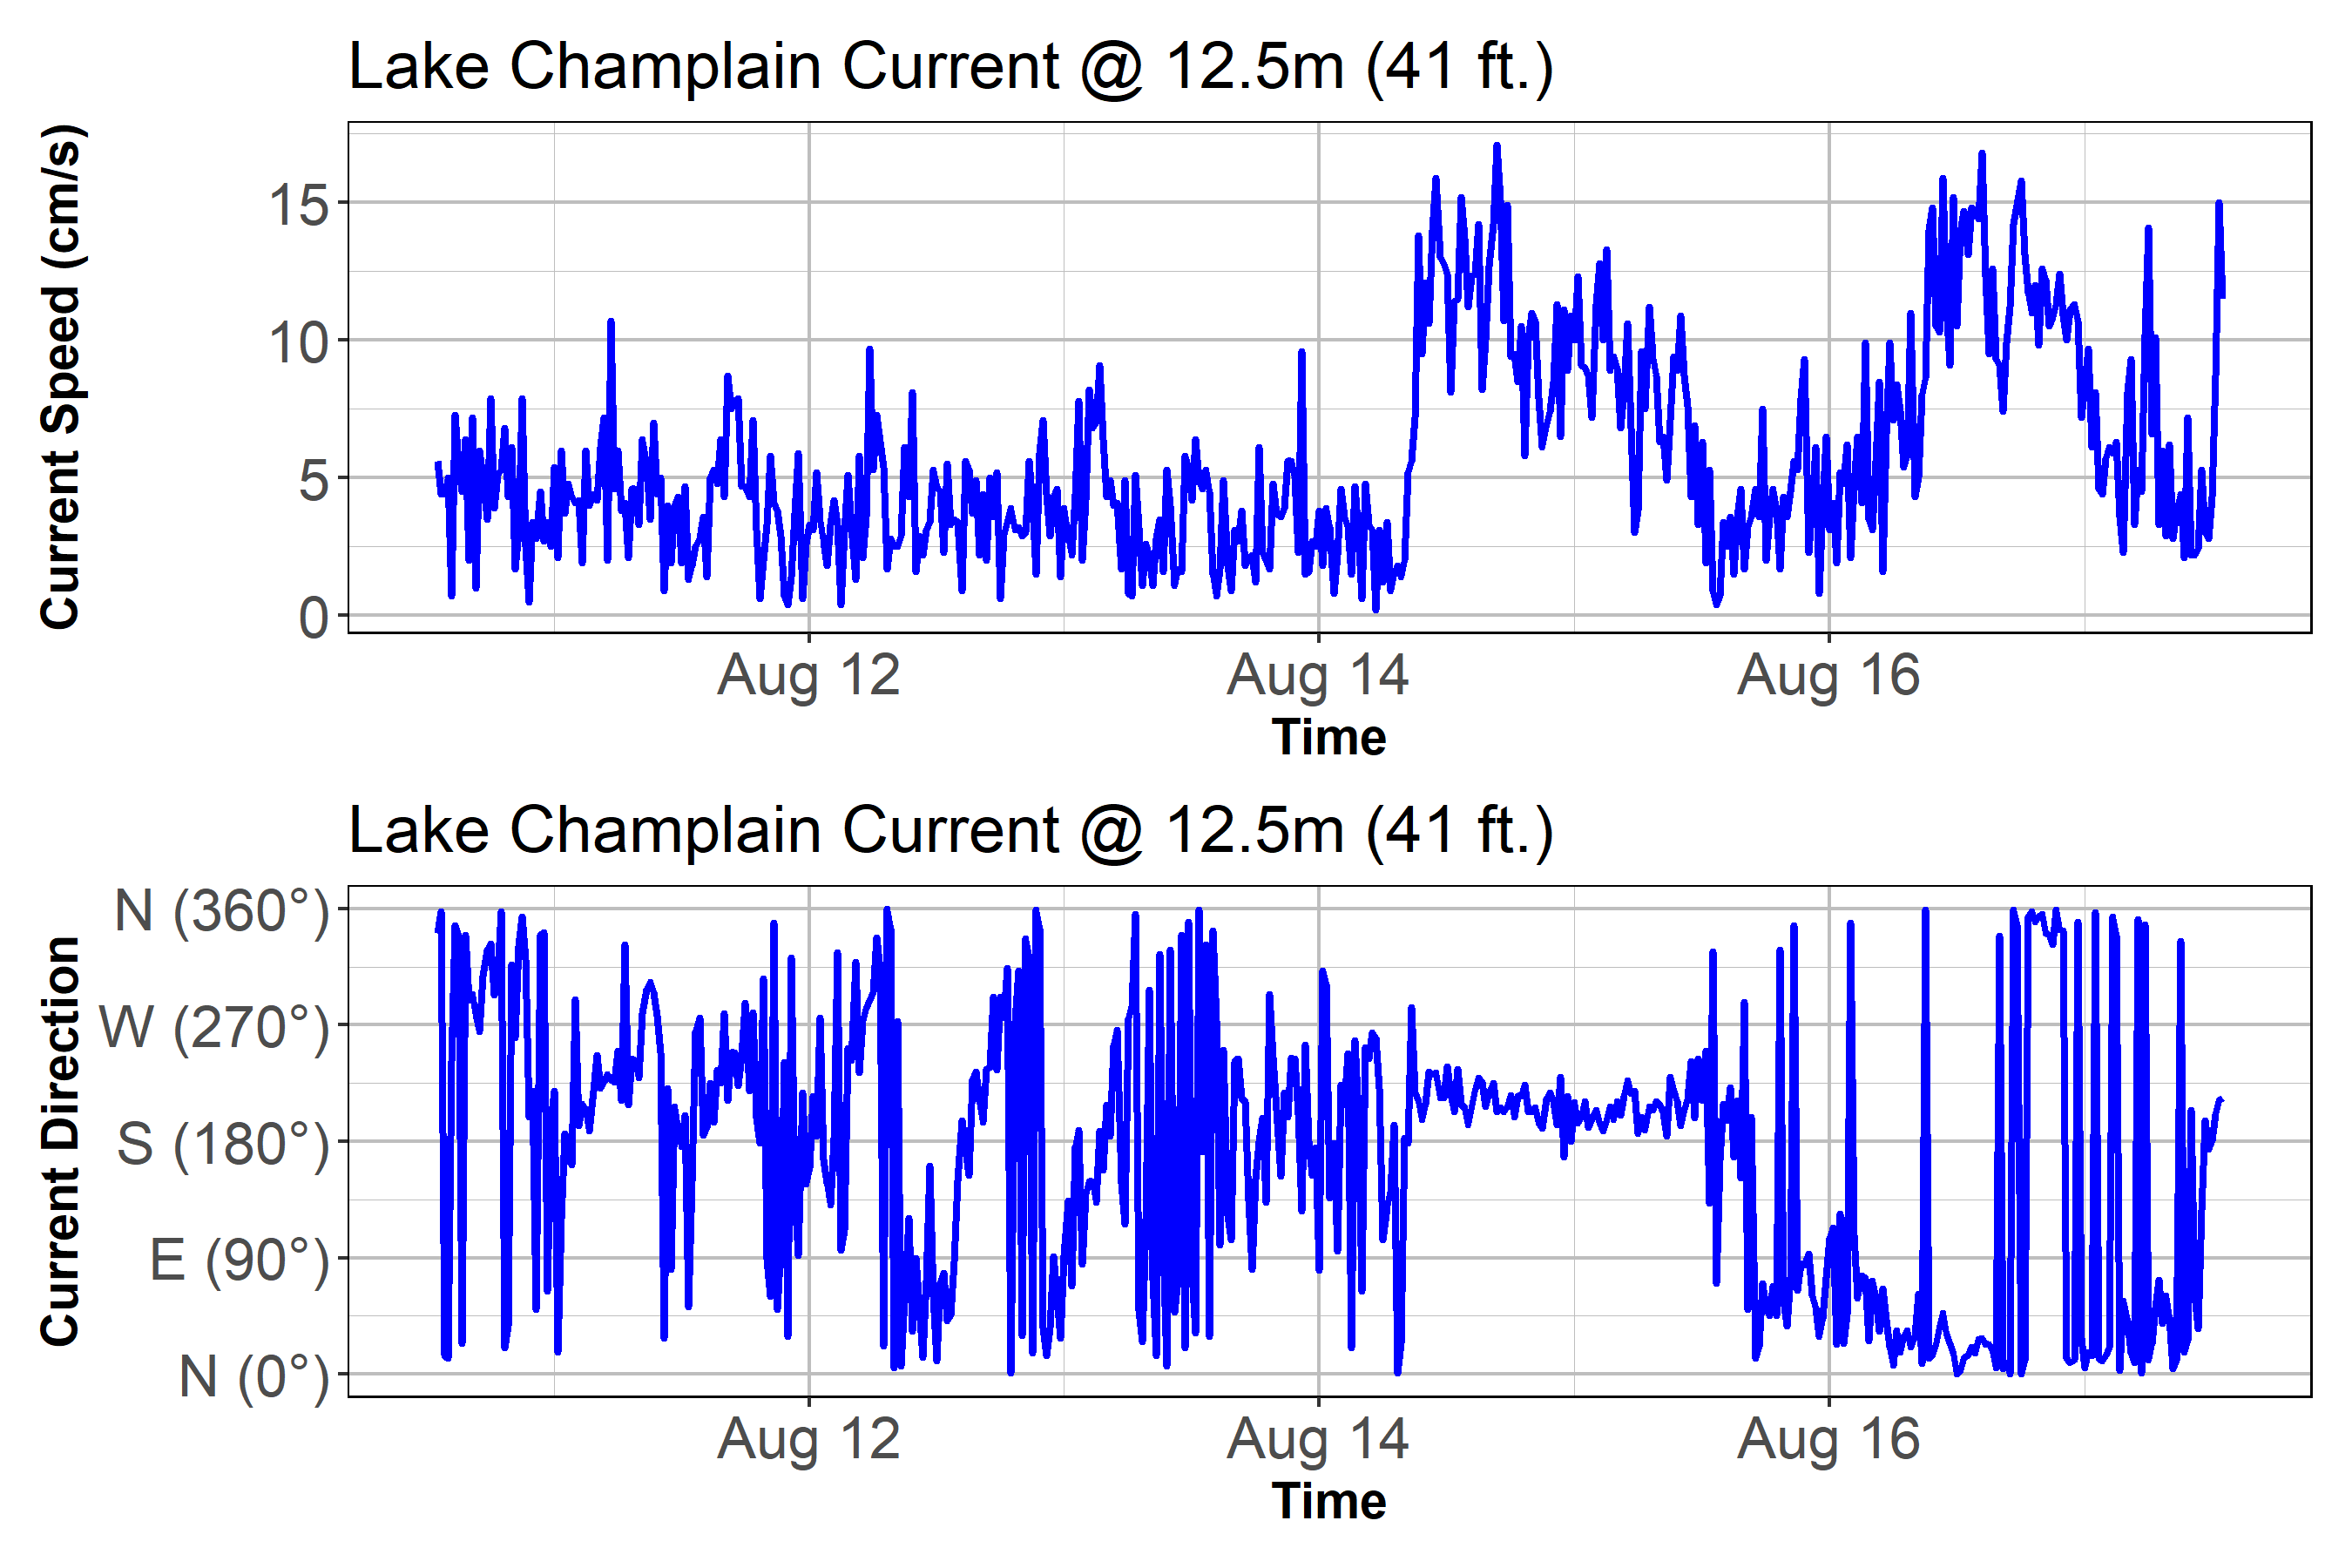 Lake Champlain Current @ 12.5m (41 ft.)
Current Speed (cm/s)
15
10
5
0
Aug 12 Aug 14 Aug 16
Time
Lake Champlain Current @ 12.5m (41 ft.)
Current Direction
N (360°)
W (270°)
S (180°)
E (90°)
N (0°)
Aug 12 Aug 14 Aug 16
Time